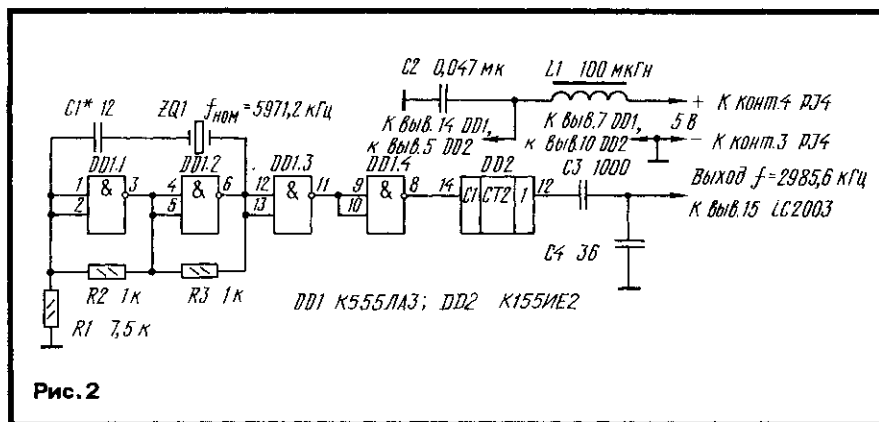 C2 0,047 мк L1 100 мкГн
C1* 12 ZQ1 fном = 5971,2 кГц
+ К конт.4 PJ4
К выв.14 DD1, К выв.7 DD1, 5 В
к выв.5 DD2 к выв.10 DD2 − К конт.3 PJ4
DD1.1 DD1.2 DD1.3 DD1.4 DD2 C3 1000
1 & 3 4 & 6 12 & 11 9 & 8 14 C1 CT2 1 12
2 5 13 10
Выход f = 2985,6 кГц
К выв.15 iC2003
C4 36
R2 1 к R3 1 к
DD1 К555ЛА3; DD2 К155ИЕ2
R1 7,5 к
Рис.2